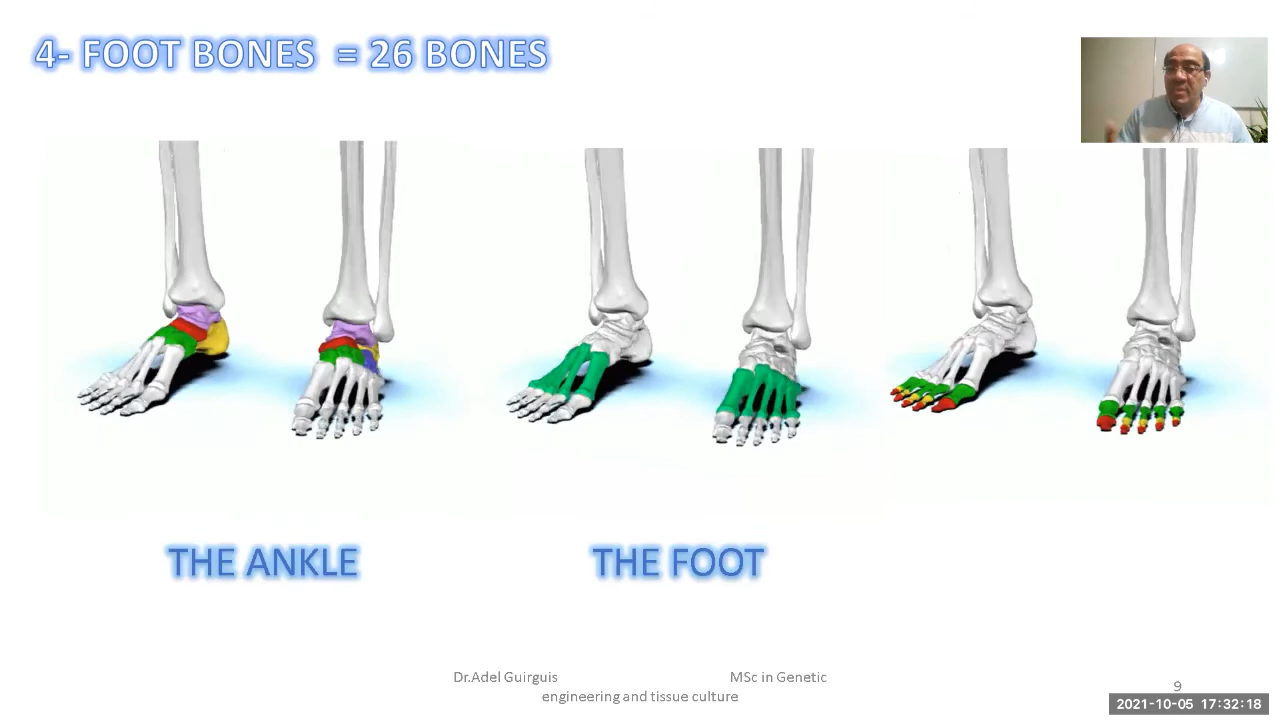 4- FOOT BONES = 26 BONES
THE ANKLE
THE FOOT
Dr.Adel Guirguis MSc in Genetic
engineering and tissue culture
9
2021-10-05 17:32:18